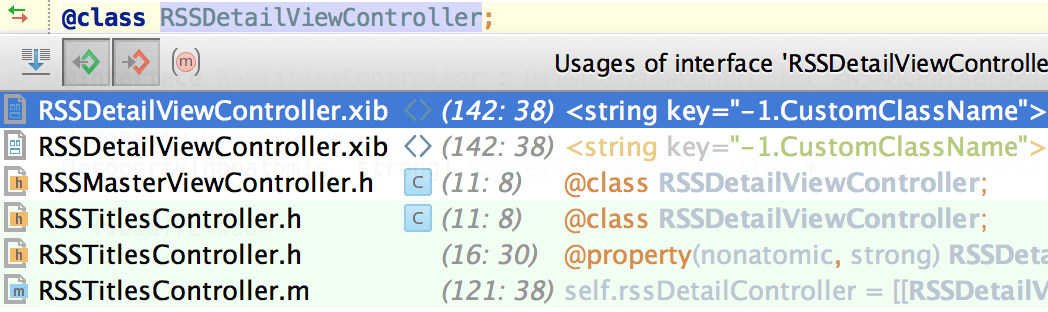 @class RSSDetailViewController;
m Usages of interface 'RSSDetailViewControlle
RSSDetailViewController.xib <> (142: 38) <string key="-1.CustomClassName">
RSSDetailViewController.xib <> (142: 38) <string key="-1.CustomClassName">
h RSSMasterViewController.h C (11: 8) @class RSSDetailViewController;
h RSSTitlesController.h C (11: 8) @class RSSDetailViewController;
h RSSTitlesController.h (16: 30) @property(nonatomic, strong) RSSDeta
m RSSTitlesController.m (121: 38) self.rssDetailController = [[RSSDetailV